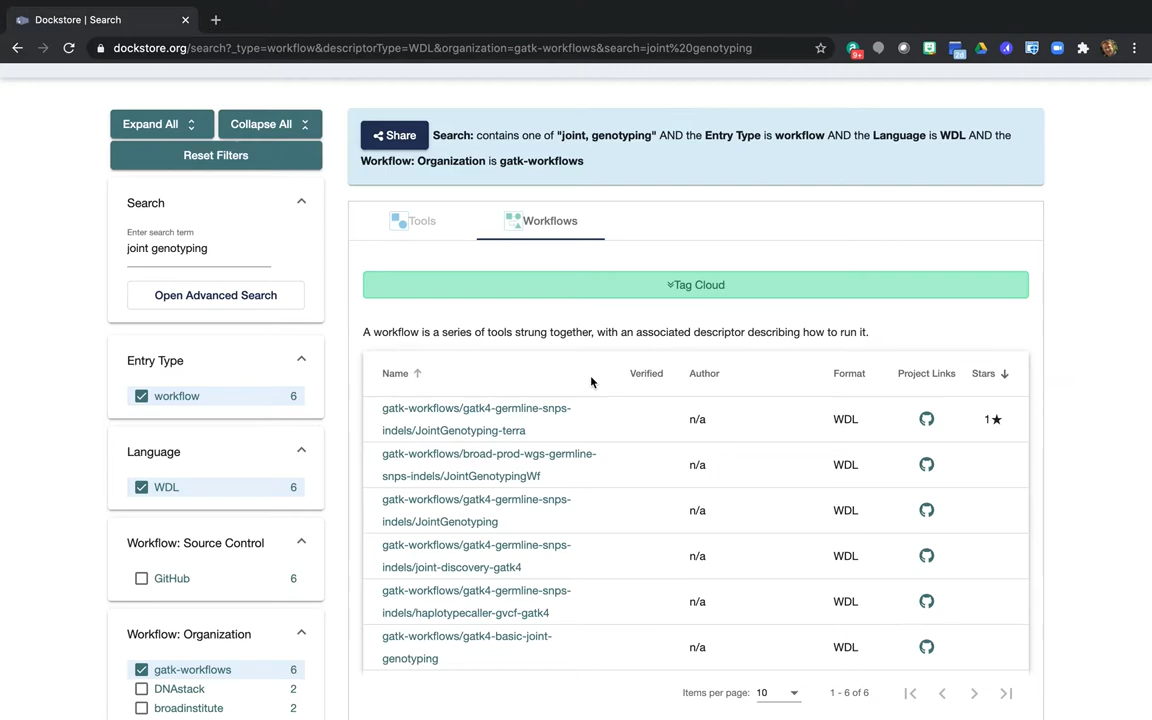 Dockstore | Search
dockstore.org/search?_type=workflow&descriptorType=WDL&organization=gatk-workflows&search=joint%20genotyping
9+
2d
Expand All
Collapse All
Reset Filters
Share
Search: contains one of "joint, genotyping" AND the Entry Type is workflow AND the Language is WDL AND the
Workflow: Organization is gatk-workflows
Search
Enter search term
joint genotyping
Open Advanced Search
Entry Type
workflow 6
Language
WDL 6
Workflow: Source Control
GitHub 6
Workflow: Organization
gatk-workflows 6
DNAstack 2
broadinstitute 2
Tools
Workflows
Tag Cloud
A workflow is a series of tools strung together, with an associated descriptor describing how to run it.
Name Verified Author Format Project Links Stars
gatk-workflows/gatk4-germline-snps-
indels/JointGenotyping-terra
n/a WDL 1★
gatk-workflows/broad-prod-wgs-germline-
snps-indels/JointGenotypingWf
n/a WDL
gatk-workflows/gatk4-germline-snps-
indels/JointGenotyping
n/a WDL
gatk-workflows/gatk4-germline-snps-
indels/joint-discovery-gatk4
n/a WDL
gatk-workflows/gatk4-germline-snps-
indels/haplotypecaller-gvcf-gatk4
n/a WDL
gatk-workflows/gatk4-basic-joint-
genotyping
n/a WDL
Items per page: 10 1 - 6 of 6